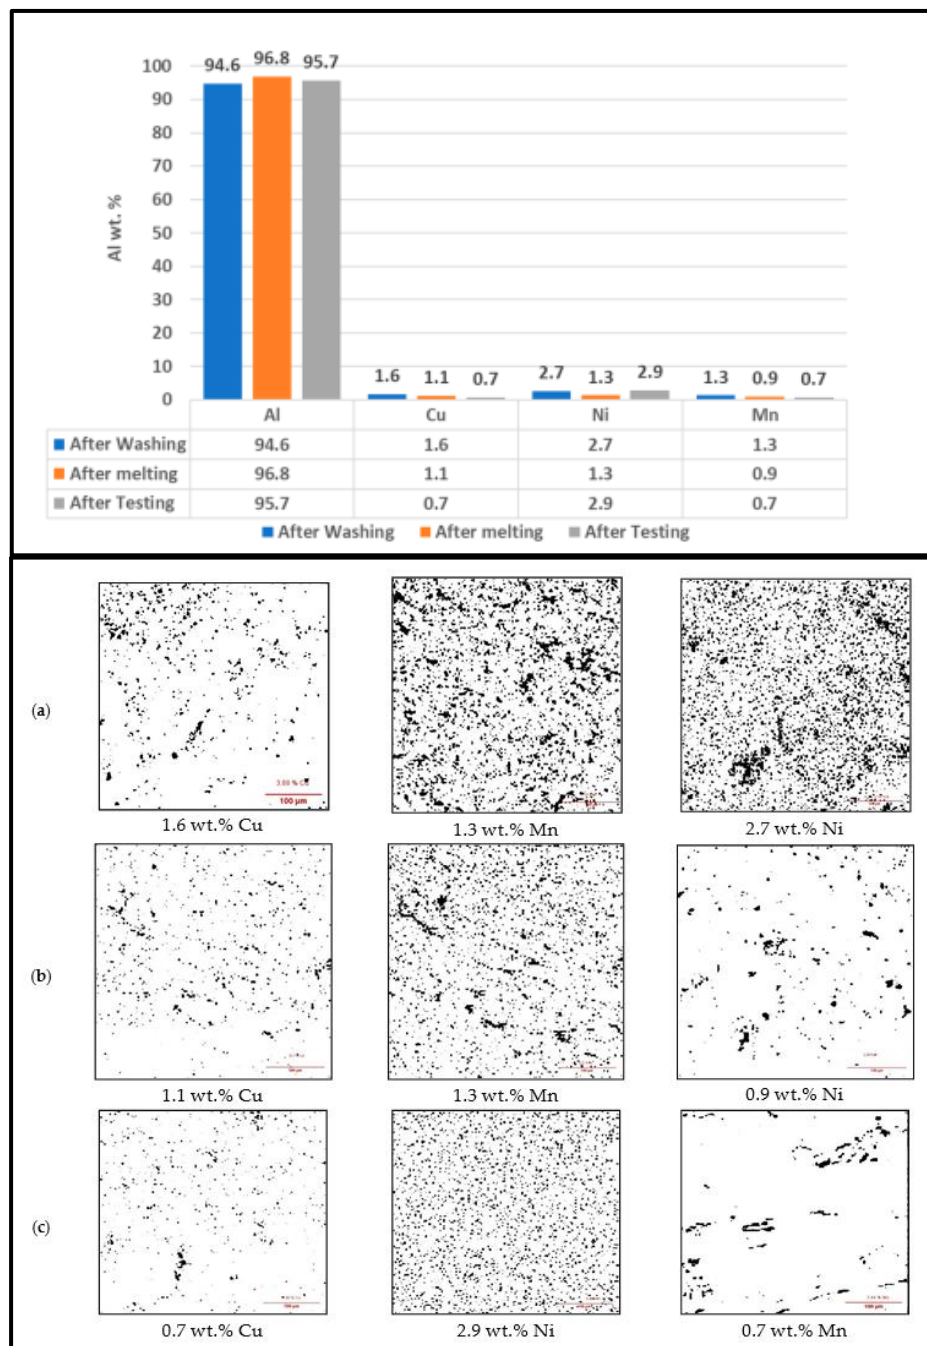 94.6 96.8 95.7
100
90
80
70
60
50
40
30
20
10
0
Al wt. %
1.6 1.1 0.7 2.7 1.3 2.9 1.3 0.9 0.7
Al Cu Ni Mn
After Washing 94.6 1.6 2.7 1.3
After melting 96.8 1.1 1.3 0.9
After Testing 95.7 0.7 2.9 0.7
After Washing After melting After Testing
(a)
100 µm
1.6 wt.% Cu 1.3 wt.% Mn 2.7 wt.% Ni
(b)
100 µm
1.1 wt.% Cu 1.3 wt.% Mn 0.9 wt.% Ni
(c)
100 µm 100 µm
0.7 wt.% Cu 2.9 wt.% Ni 0.7 wt.% Mn